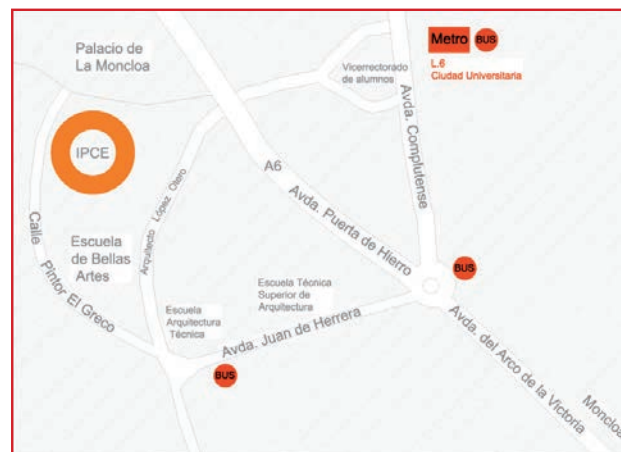 Palacio de
La Moncloa
Metro
BUS
L.6
Ciudad Universitaria
Vicerrectorado
de alumnos
IPCE
A6
Avda. Complutense
Avda. Puerta de Hierro
Arquitecto López Otero
Calle Pintor El Greco
Escuela
de Bellas
Artes
BUS
Escuela Técnica
Superior de
Arquitectura
Escuela
Arquitectura
Técnica
Avda. Juan de Herrera
BUS
Avda. del Arco de la Victoria
Moncloa